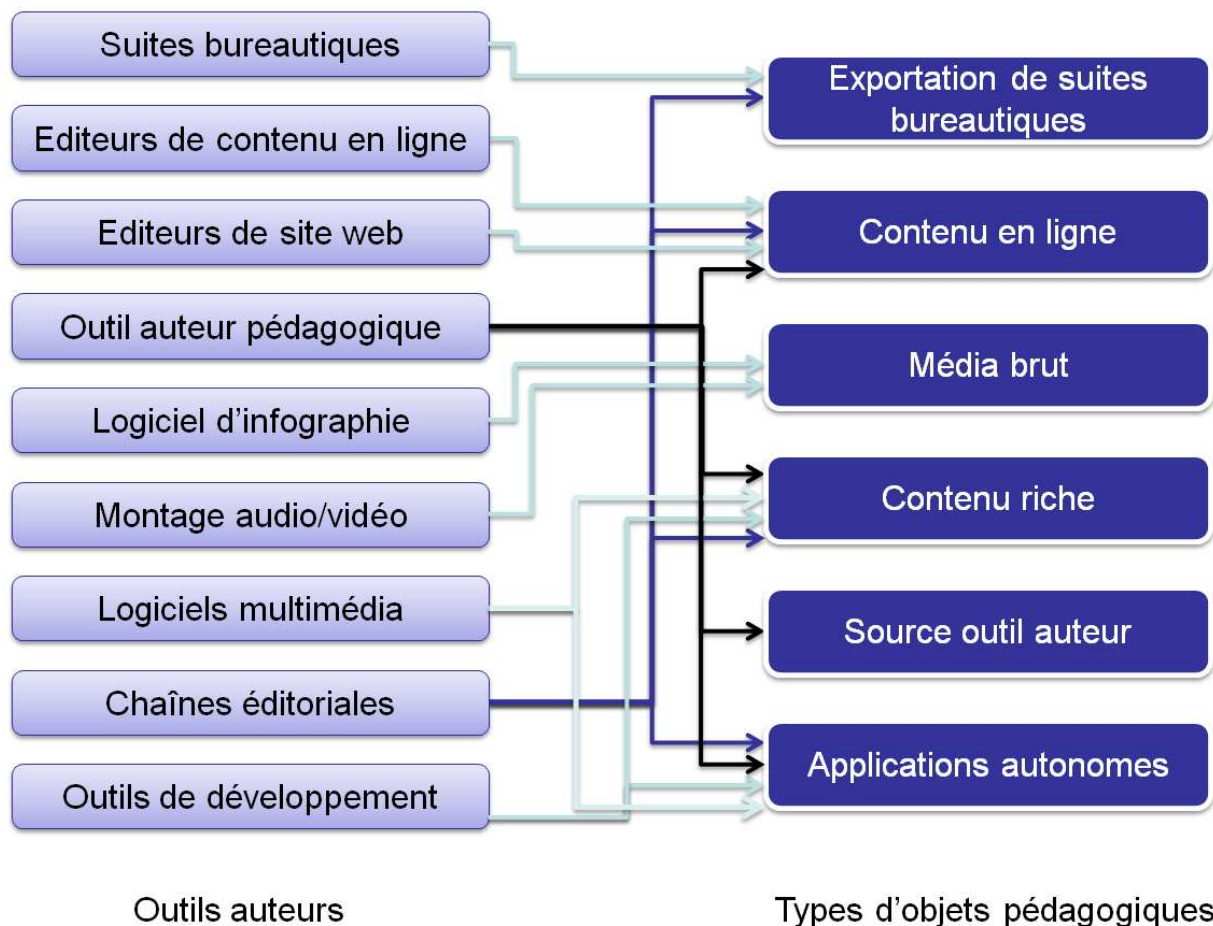 Suites bureautiques
Editeurs de contenu en ligne
Editeurs de site web
Outil auteur pédagogique
Logiciel d'infographie
Montage audio/vidéo
Logiciels multimédia
Chaînes éditoriales
Outils de développement
Outils auteurs
Exportation de suites
bureautiques
Contenu en ligne
Média brut
Contenu riche
Source outil auteur
Applications autonomes
Types d'objets pédagogiques